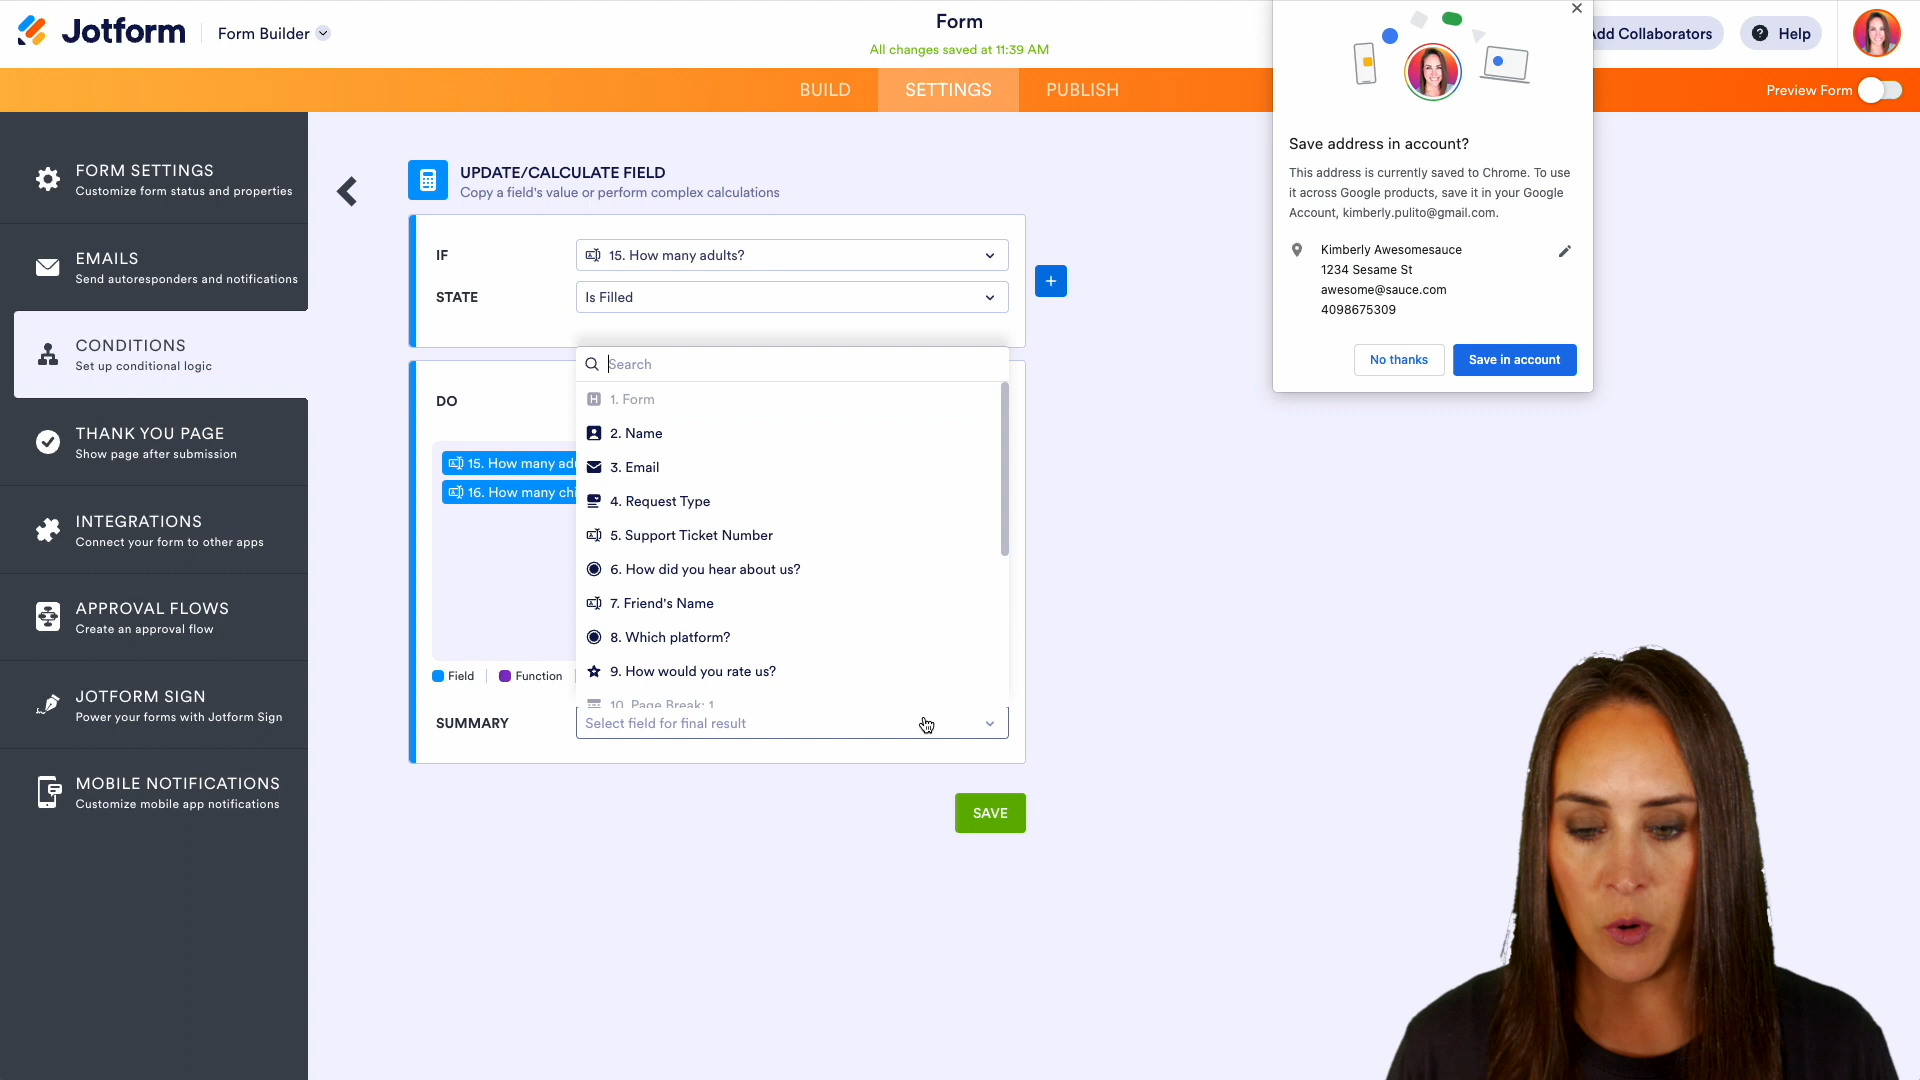 Jotform
Form Builder
Form
All changes saved at 11:39 AM
dd Collaborators
Help
BUILD
SETTINGS
PUBLISH
Preview Form
FORM SETTINGS
Customize form status and properties
EMAILS
Send autoresponders and notifications
CONDITIONS
Set up conditional logic
THANK YOU PAGE
Show page after submission
INTEGRATIONS
Connect your form to other apps
APPROVAL FLOWS
Create an approval flow
JOTFORM SIGN
Power your forms with Jotform Sign
MOBILE NOTIFICATIONS
Customize mobile app notifications
UPDATE/CALCULATE FIELD
Copy a field's value or perform complex calculations
IF
15. How many adults?
STATE
Is Filled
DO
15. How many adu
16. How many chi
Field
Function
Search
1. Form
2. Name
3. Email
4. Request Type
5. Support Ticket Number
6. How did you hear about us?
7. Friend's Name
8. Which platform?
9. How would you rate us?
10. Page Break: 1
SUMMARY
Select field for final result
SAVE
Save address in account?
This address is currently saved to Chrome. To use
it across Google products, save it in your Google
Account, kimberly.pulito@gmail.com.
Kimberly Awesomesauce
1234 Sesame St
awesome@sauce.com
4098675309
No thanks
Save in account